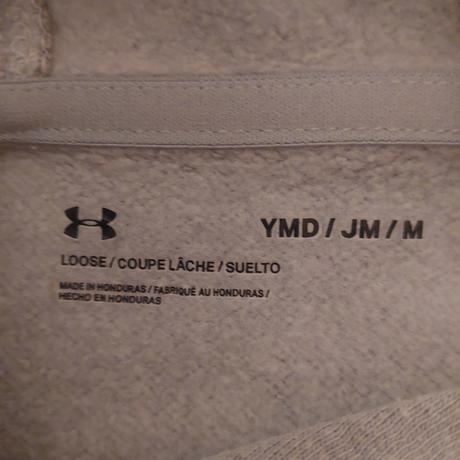 YMD / JM / M
LOOSE / COUPE LÂCHE / SUELTO
MADE IN HONDURAS / FABRIQUÉ AU HONDURAS /
HECHO EN HONDURAS